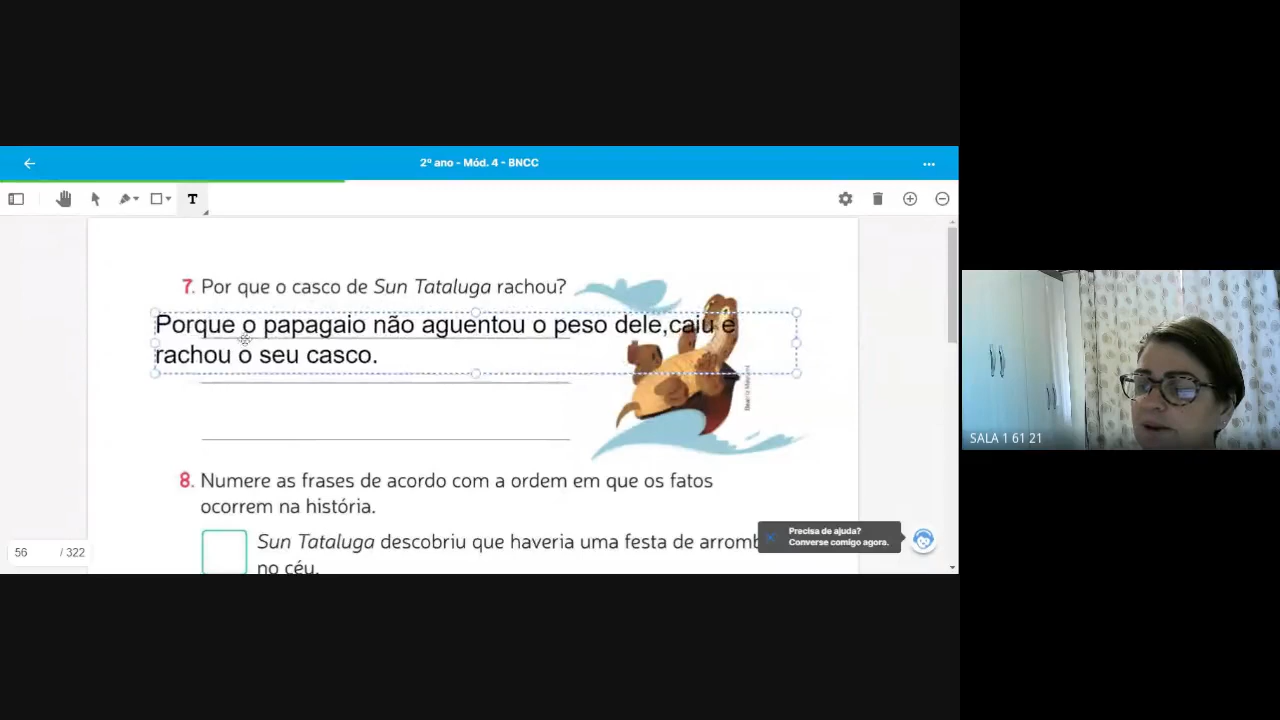 2º ano - Mód. 4 - BNCC
T
7. Por que o casco de Sun Tataluga rachou?
Porque o papagaio não aguentou o peso dele,caiu e
rachou o seu casco.
8. Numere as frases de acordo com a ordem em que os fatos
ocorrem na história.
Sun Tataluga descobriu que haveria uma festa de arromb
no céu.
Precisa de ajuda?
Converse comigo agora.
56 / 322
SALA 1 61 21